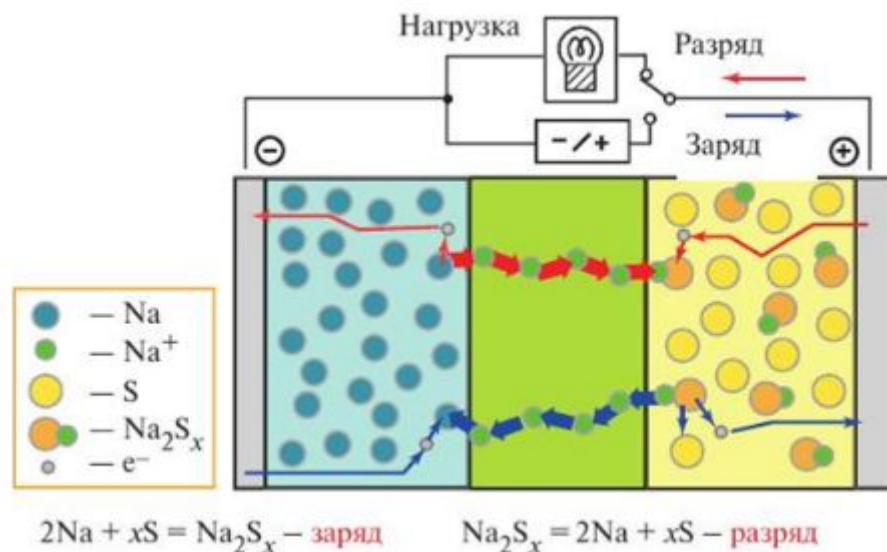 Нагрузка
Разряд
Заряд
− / +
⊖
⊕
— Na
— Na⁺
— S
— Na₂Sₓ
— e⁻
2Na + xS = Na₂Sₓ – заряд
Na₂Sₓ = 2Na + xS – разряд